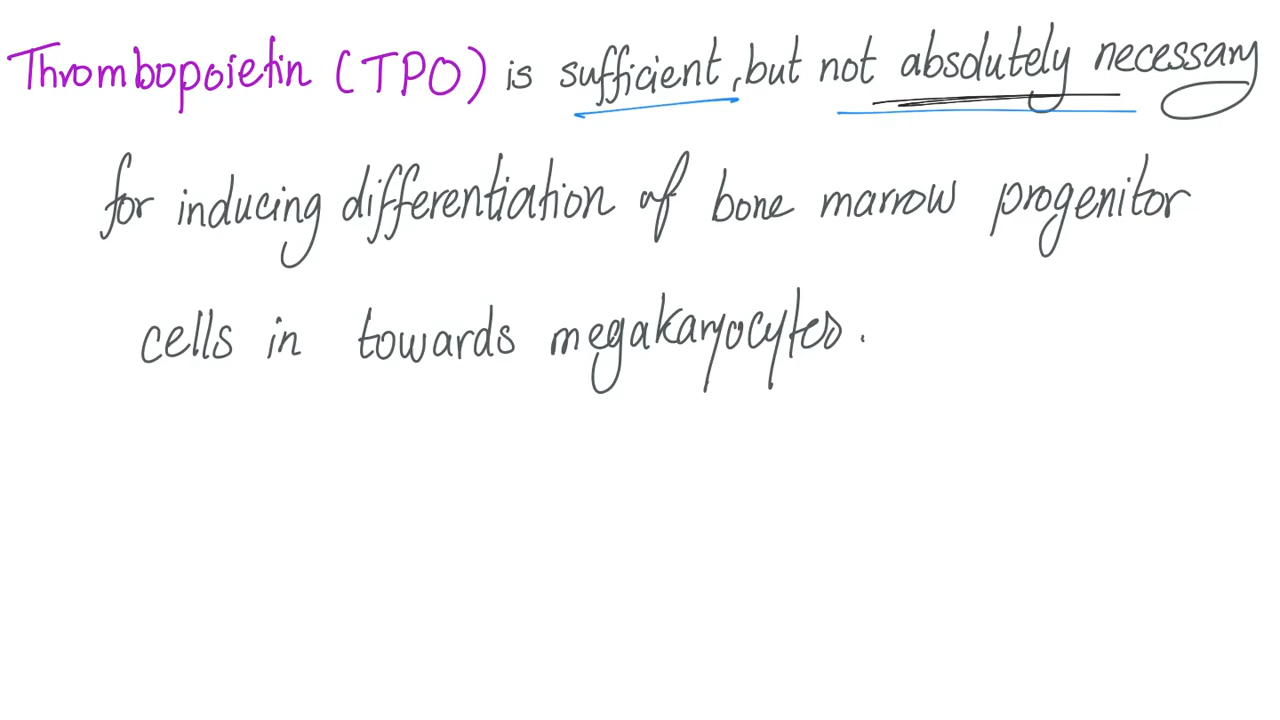 Thrombopoietin (TPO) is sufficient, but not absolutely necessary
for inducing differentiation of bone marrow progenitor
cells in towards megakaryocytes.